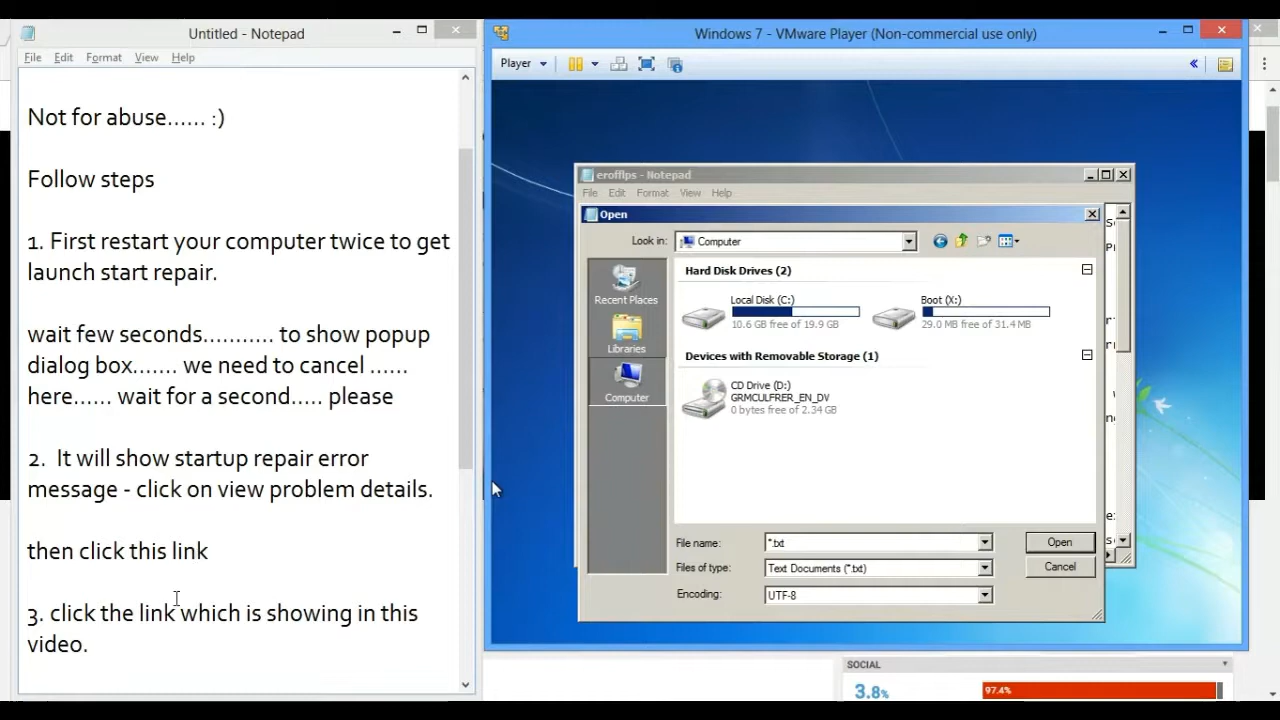 Untitled - Notepad
File Edit Format View Help
Not for abuse...... :)
Follow steps
1. First restart your computer twice to get
launch start repair.
wait few seconds........... to show popup
dialog box....... we need to cancel ......
here...... wait for a second..... please
2. It will show startup repair error
message - click on view problem details.
then click this link
3. click the link which is showing in this
video.
Windows 7 - VMware Player (Non-commercial use only)
Player
erofflps - Notepad
File Edit Format View Help
Open
Look in: Computer
Recent Places
Libraries
Computer
Hard Disk Drives (2)
Local Disk (C:)
10.6 GB free of 19.9 GB
Boot (X:)
29.0 MB free of 31.4 MB
Devices with Removable Storage (1)
CD Drive (D:)
GRMCULFRER_EN_DV
0 bytes free of 2.34 GB
File name: *.txt
Open
Files of type: Text Documents (*.txt)
Cancel
Encoding: UTF-8
SOCIAL
3.8%
97.4%